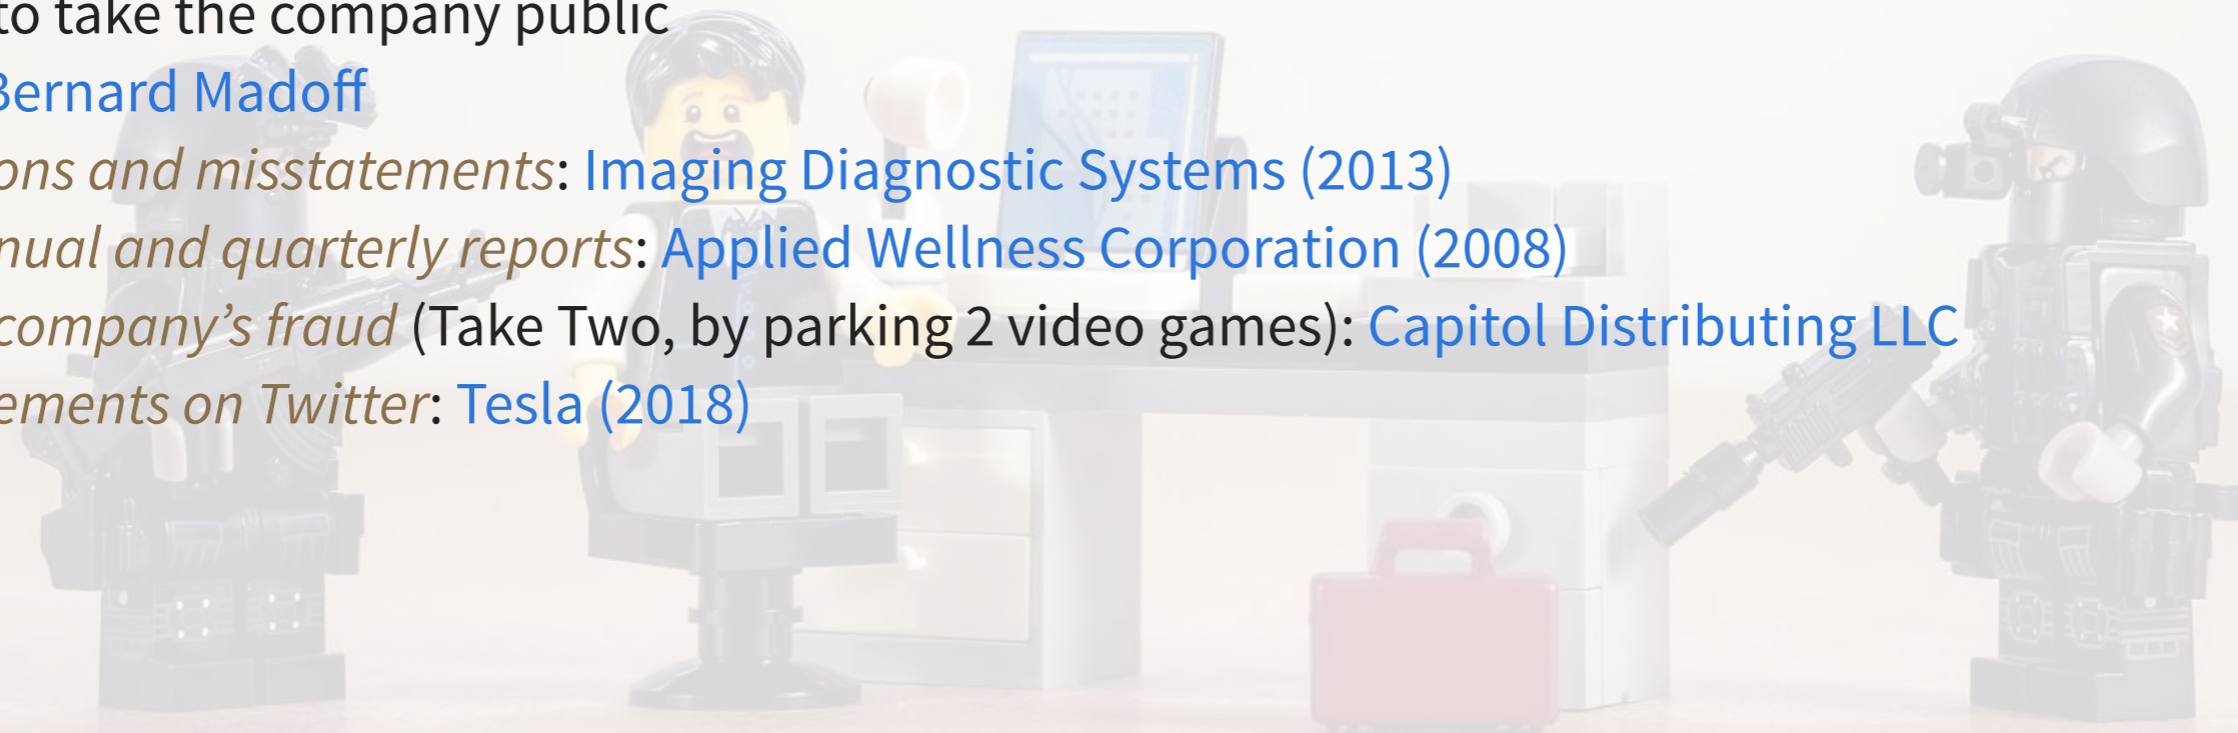 to take the company public
Bernard Madoff
ons and misstatements: Imaging Diagnostic Systems (2013)
nual and quarterly reports: Applied Wellness Corporation (2008)
company’s fraud (Take Two, by parking 2 video games): Capitol Distributing LLC
ements on Twitter: Tesla (2018)